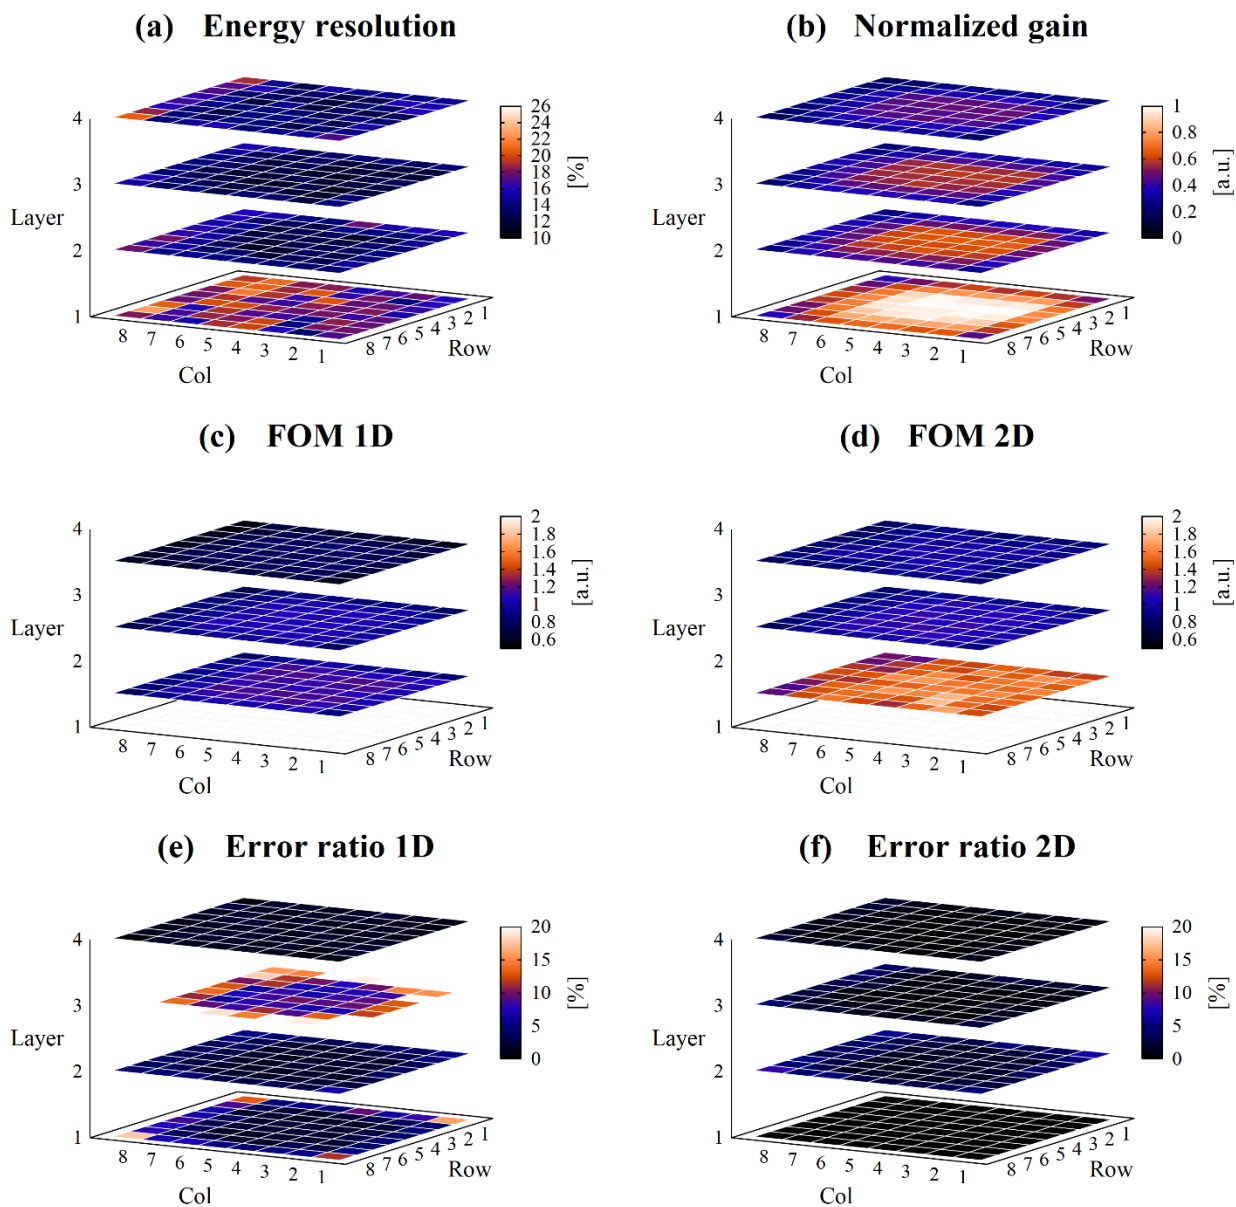 (a) Energy resolution
(b) Normalized gain
4
3
Layer
2
1
8 7 6 5 4 3 2 1
Col
8 7 6 5 4 3 2 1
Row
26
24
22
20
18
16
14
12
10
[%]
4
3
Layer
2
1
8 7 6 5 4 3 2 1
Col
8 7 6 5 4 3 2 1
Row
1
0.8
0.6
0.4
0.2
0
[a.u.]
(c) FOM 1D
(d) FOM 2D
4
3
Layer
2
1
8 7 6 5 4 3 2 1
Col
8 7 6 5 4 3 2 1
Row
2
1.8
1.6
1.4
1.2
1
0.8
0.6
[a.u.]
4
3
Layer
2
1
8 7 6 5 4 3 2 1
Col
8 7 6 5 4 3 2 1
Row
2
1.8
1.6
1.4
1.2
1
0.8
0.6
[a.u.]
(e) Error ratio 1D
(f) Error ratio 2D
4
3
Layer
2
1
8 7 6 5 4 3 2 1
Col
8 7 6 5 4 3 2 1
Row
20
15
10
5
0
[%]
4
3
Layer
2
1
8 7 6 5 4 3 2 1
Col
8 7 6 5 4 3 2 1
Row
20
15
10
5
0
[%]